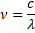 ν = c/λ